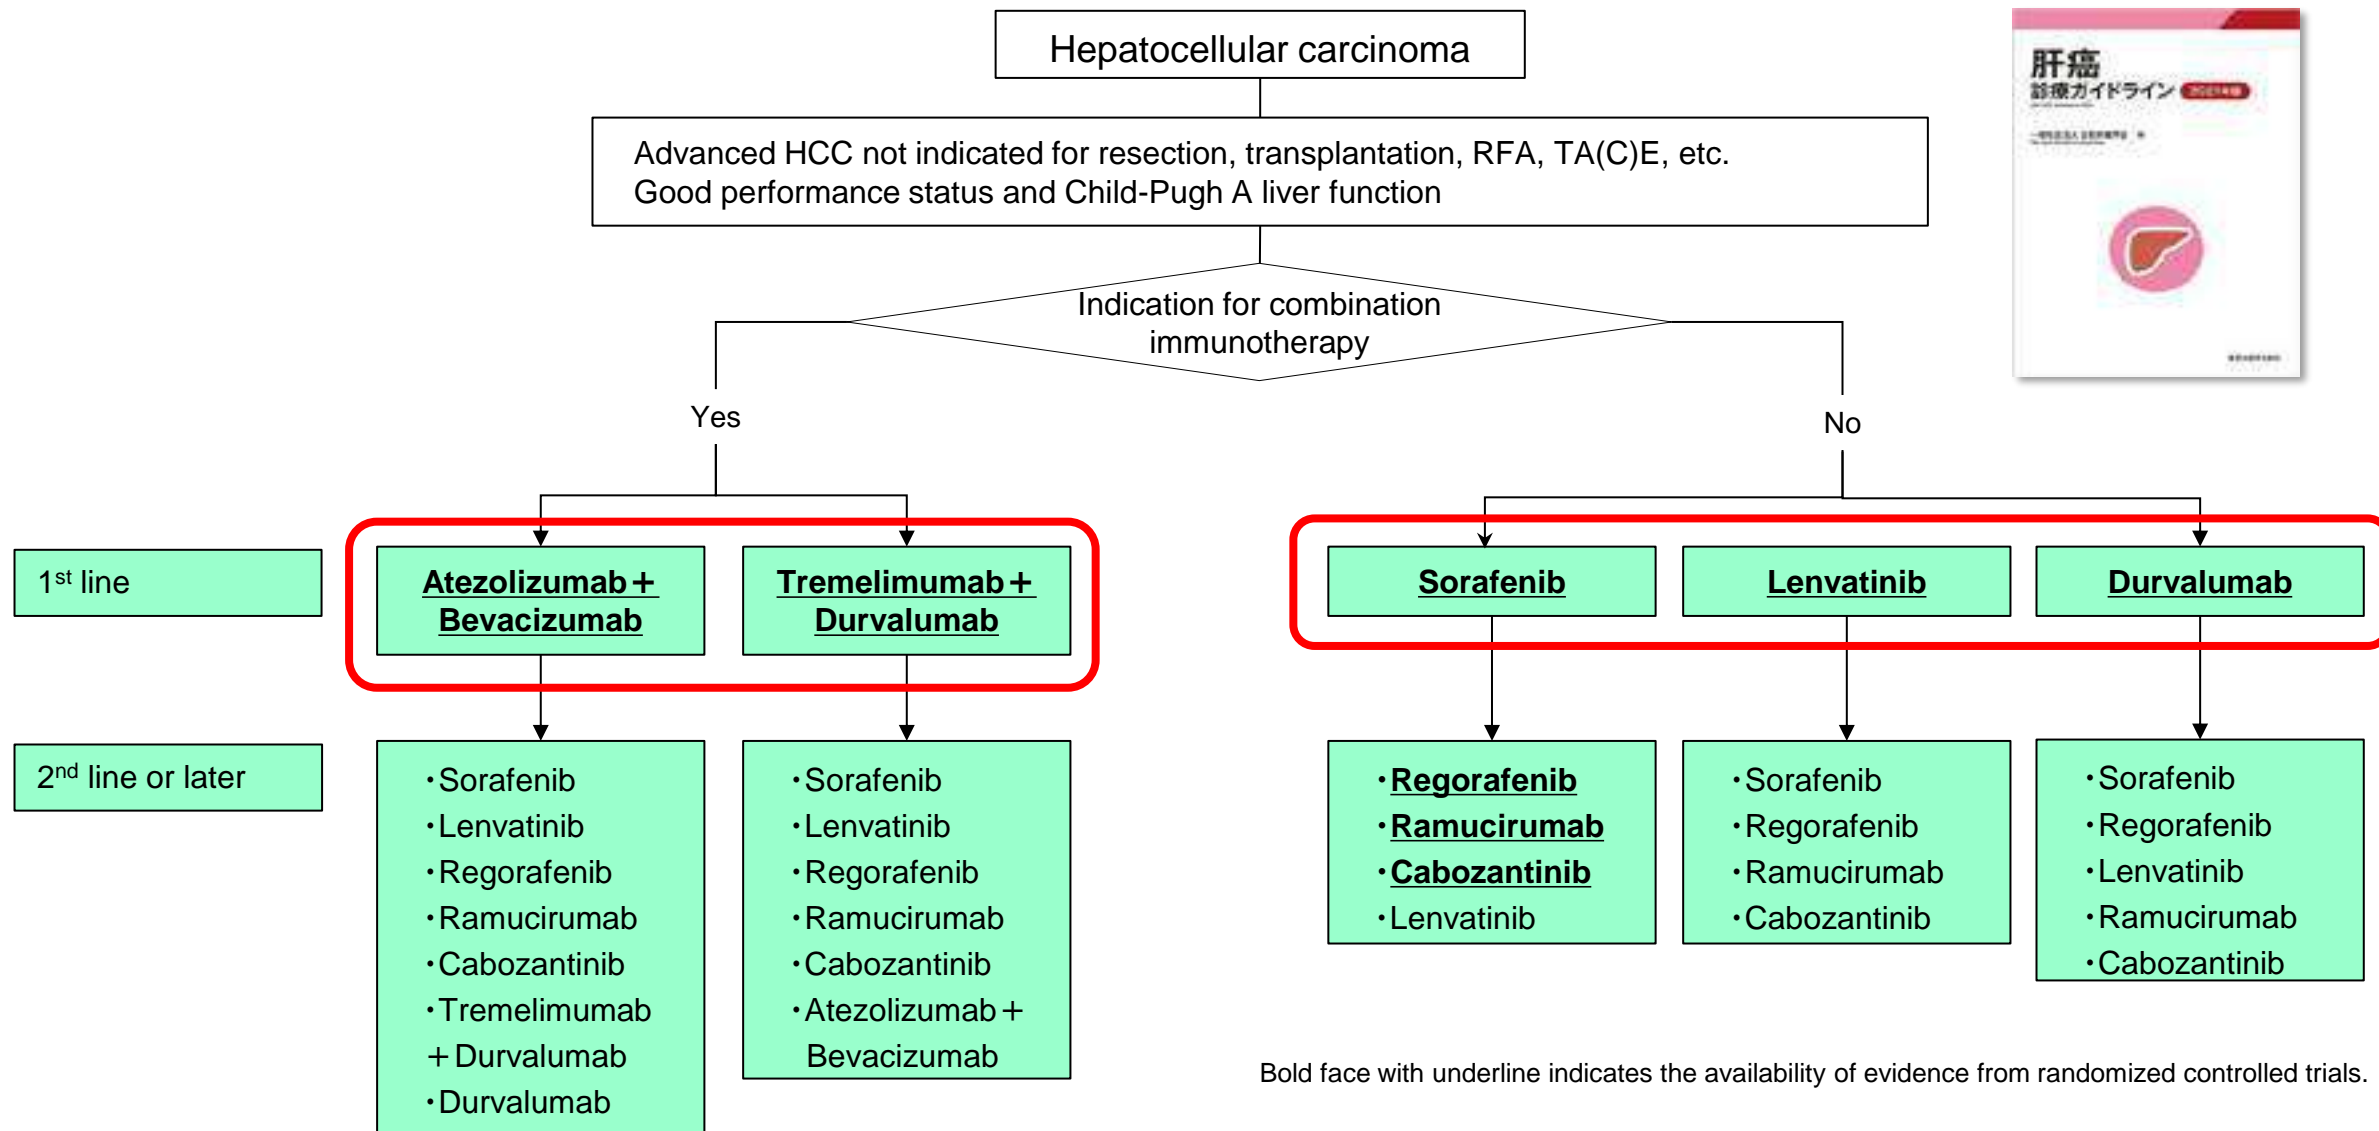 Hepatocellular carcinoma
肝癌
診療ガイドライン
Advanced HCC not indicated for resection, transplantation, RFA, TA(C)E, etc.
Good performance status and Child-Pugh A liver function
Indication for combination
immunotherapy
Yes
No
1st line
Atezolizumab＋
Bevacizumab
Tremelimumab＋
Durvalumab
Sorafenib
Lenvatinib
Durvalumab
2nd line or later
・Sorafenib
・Lenvatinib
・Regorafenib
・Ramucirumab
・Cabozantinib
・Tremelimumab
＋Durvalumab
・Durvalumab
・Sorafenib
・Lenvatinib
・Regorafenib
・Ramucirumab
・Cabozantinib
・Atezolizumab＋
Bevacizumab
・Regorafenib
・Ramucirumab
・Cabozantinib
・Lenvatinib
・Sorafenib
・Regorafenib
・Ramucirumab
・Cabozantinib
・Sorafenib
・Regorafenib
・Lenvatinib
・Ramucirumab
・Cabozantinib
Bold face with underline indicates the availability of evidence from randomized controlled trials.